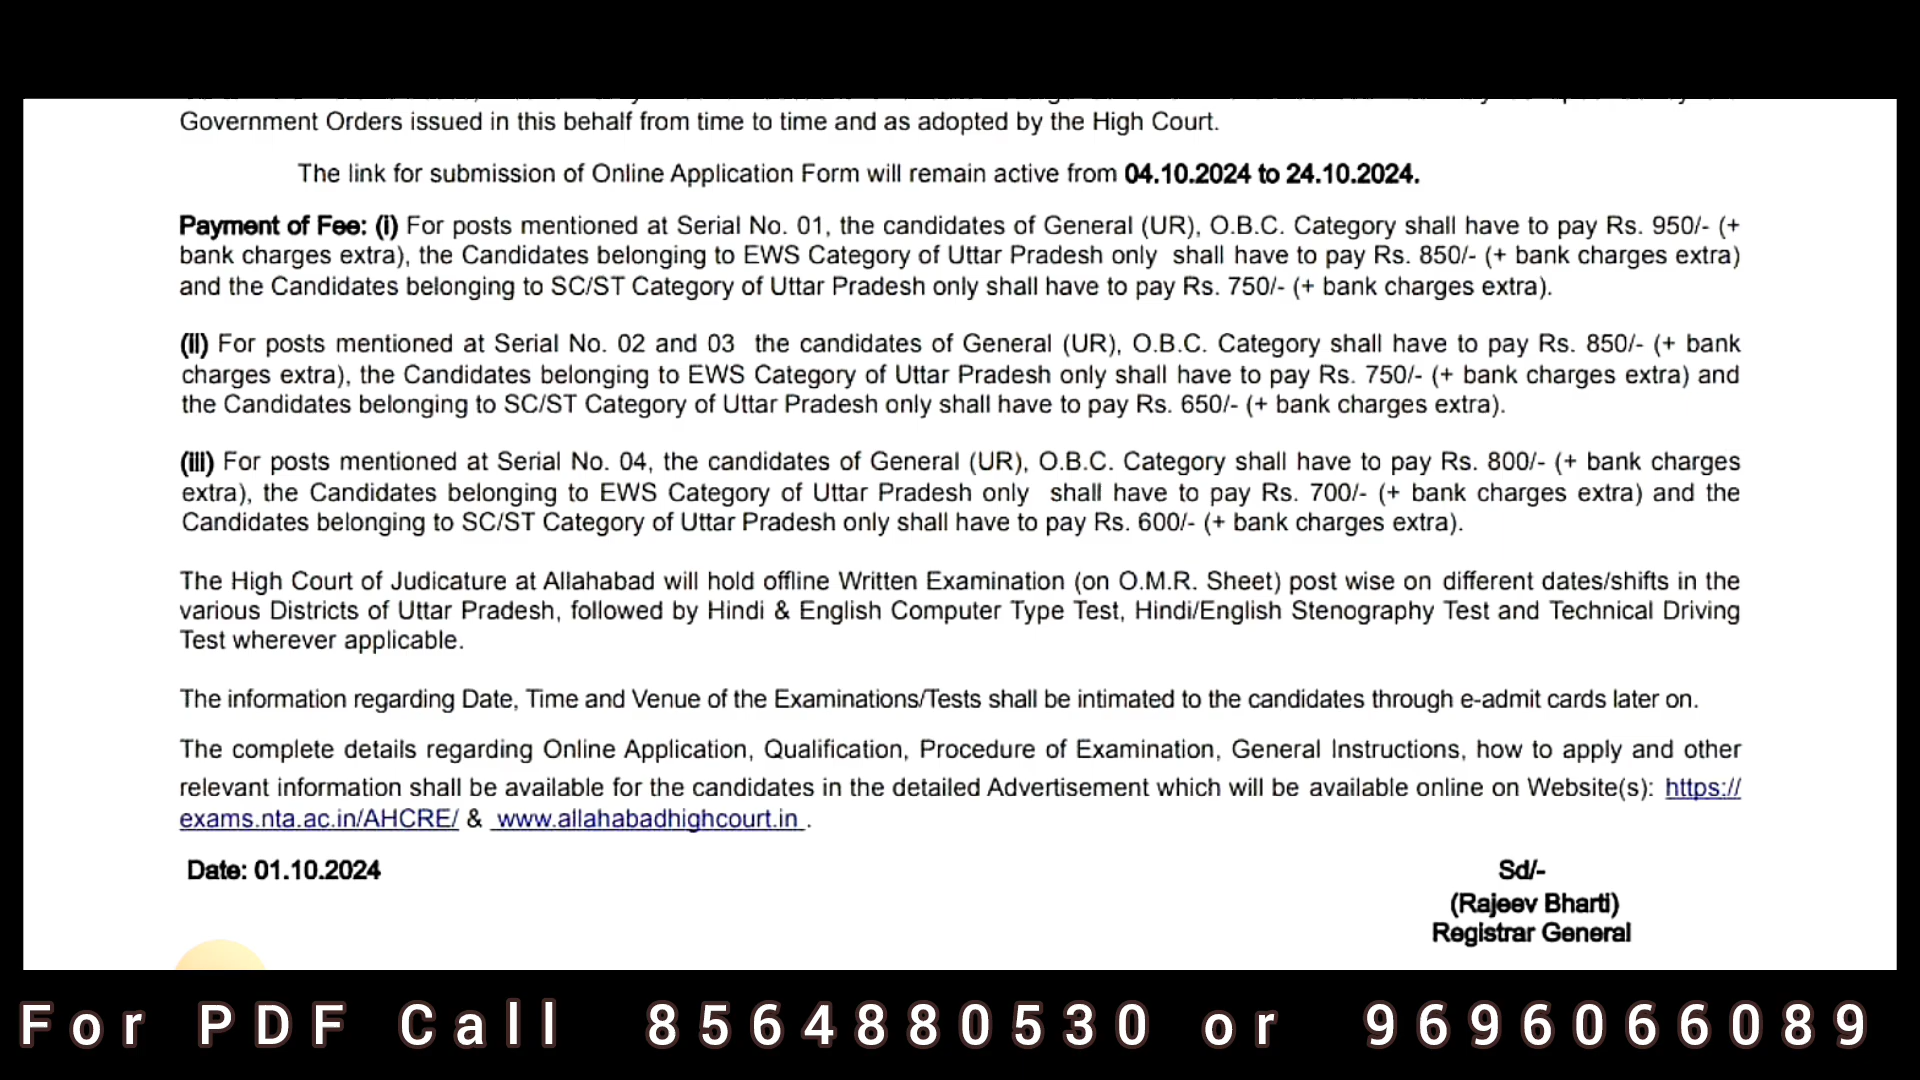 Government Orders issued in this behalf from time to time and as adopted by the High Court.
The link for submission of Online Application Form will remain active from 04.10.2024 to 24.10.2024.
Payment of Fee: (i) For posts mentioned at Serial No. 01, the candidates of General (UR), O.B.C. Category shall have to pay Rs. 950/- (+
bank charges extra), the Candidates belonging to EWS Category of Uttar Pradesh only shall have to pay Rs. 850/- (+ bank charges extra)
and the Candidates belonging to SC/ST Category of Uttar Pradesh only shall have to pay Rs. 750/- (+ bank charges extra).
(ii) For posts mentioned at Serial No. 02 and 03 the candidates of General (UR), O.B.C. Category shall have to pay Rs. 850/- (+ bank
charges extra), the Candidates belonging to EWS Category of Uttar Pradesh only shall have to pay Rs. 750/- (+ bank charges extra) and
the Candidates belonging to SC/ST Category of Uttar Pradesh only shall have to pay Rs. 650/- (+ bank charges extra).
(iii) For posts mentioned at Serial No. 04, the candidates of General (UR), O.B.C. Category shall have to pay Rs. 800/- (+ bank charges
extra), the Candidates belonging to EWS Category of Uttar Pradesh only shall have to pay Rs. 700/- (+ bank charges extra) and the
Candidates belonging to SC/ST Category of Uttar Pradesh only shall have to pay Rs. 600/- (+ bank charges extra).
The High Court of Judicature at Allahabad will hold offline Written Examination (on O.M.R. Sheet) post wise on different dates/shifts in the
various Districts of Uttar Pradesh, followed by Hindi & English Computer Type Test, Hindi/English Stenography Test and Technical Driving
Test wherever applicable.
The information regarding Date, Time and Venue of the Examinations/Tests shall be intimated to the candidates through e-admit cards later on.
The complete details regarding Online Application, Qualification, Procedure of Examination, General Instructions, how to apply and other
relevant information shall be available for the candidates in the detailed Advertisement which will be available online on Website(s): https://
exams.nta.ac.in/AHCRE/ & www.allahabadhighcourt.in .
Date: 01.10.2024
Sd/-
(Rajeev Bharti)
Registrar General
For PDF Call 8564880530 or 9696066089